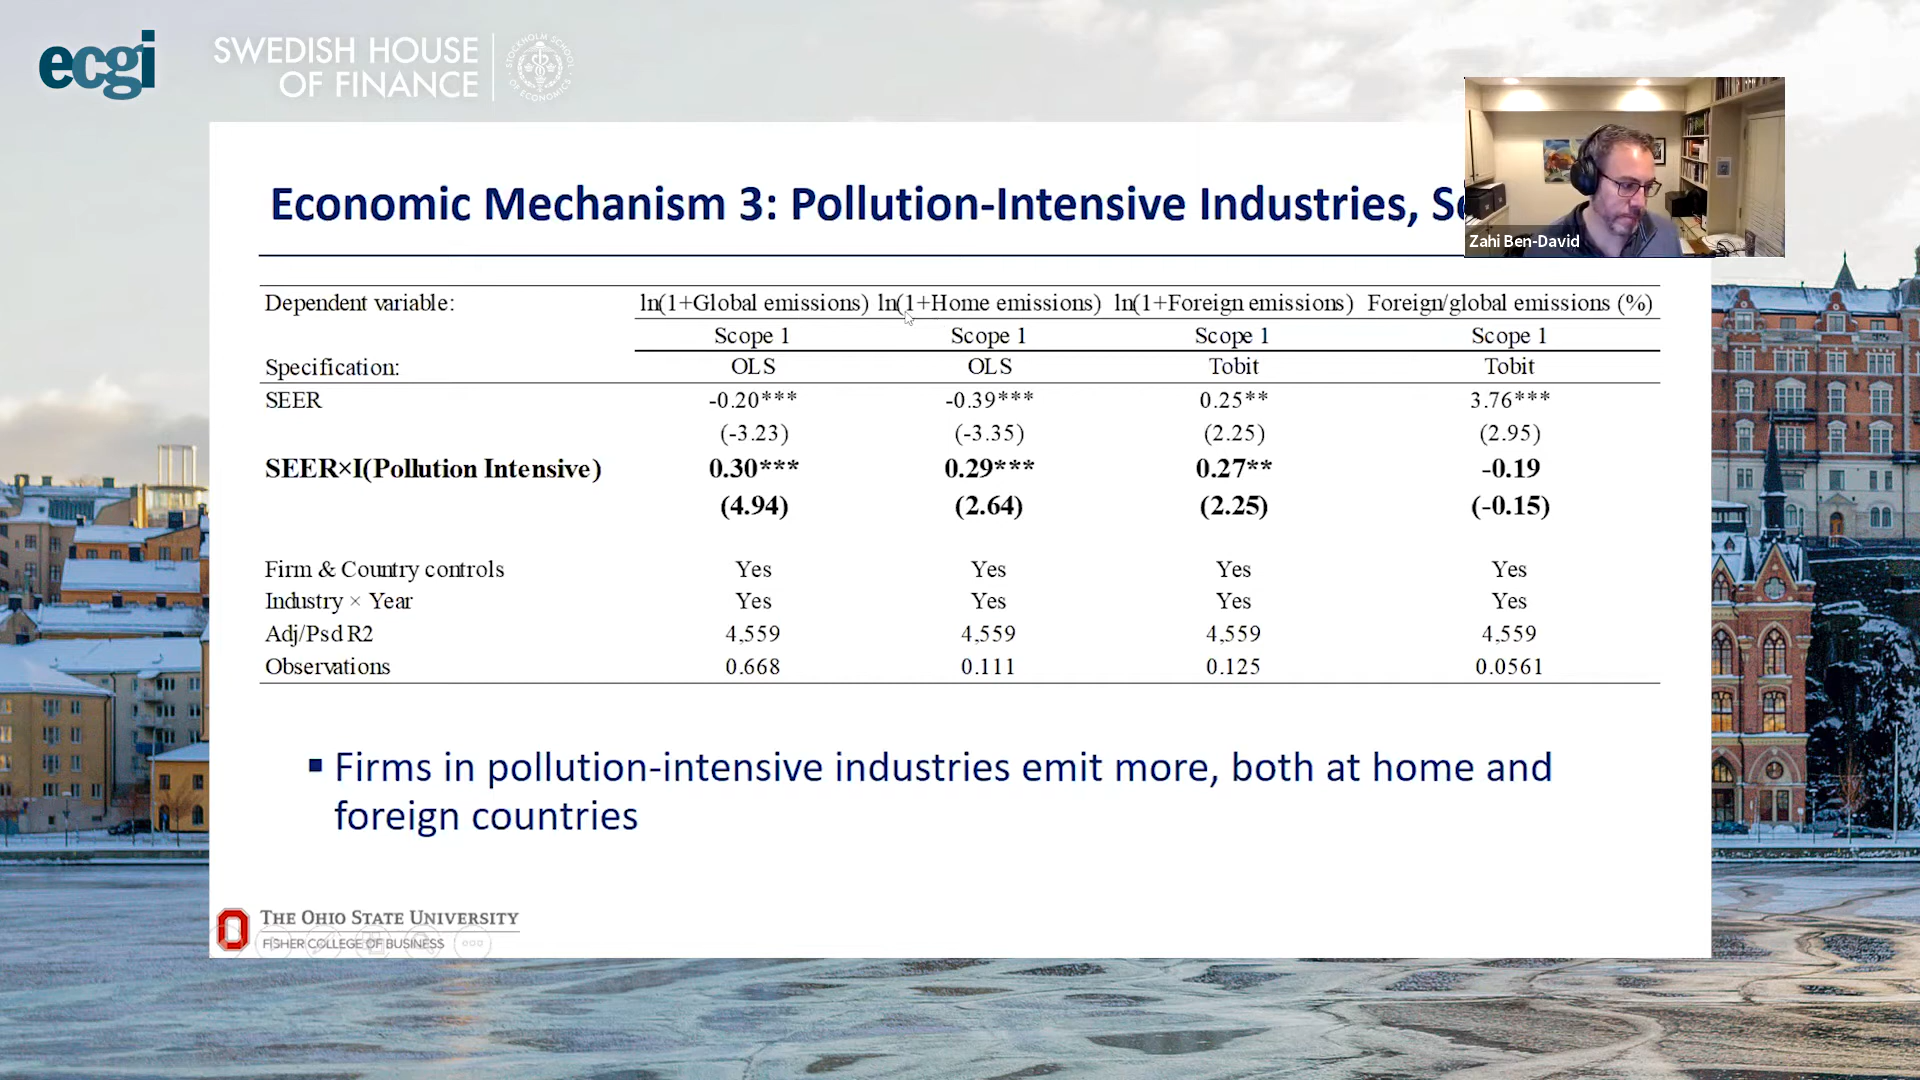 ecgi
SWEDISH HOUSE
OF FINANCE
STOCKHOLM SCHOOL
OF ECONOMICS
Zahi Ben-David
Economic Mechanism 3: Pollution-Intensive Industries,
Dependent variable: ln(1+Global emissions) ln(1+Home emissions) ln(1+Foreign emissions) Foreign/global emissions (%)
Scope 1 Scope 1 Scope 1 Scope 1
Specification: OLS OLS Tobit Tobit
SEER -0.20*** -0.39*** 0.25** 3.76***
(-3.23) (-3.35) (2.25) (2.95)
SEER×I(Pollution Intensive) 0.30*** 0.29*** 0.27** -0.19
(4.94) (2.64) (2.25) (-0.15)
Firm & Country controls Yes Yes Yes Yes
Industry × Year Yes Yes Yes Yes
Adj/Psd R2 4,559 4,559 4,559 4,559
Observations 0.668 0.111 0.125 0.0561
▪ Firms in pollution-intensive industries emit more, both at home and
foreign countries
THE OHIO STATE UNIVERSITY
FISHER COLLEGE OF BUSINESS